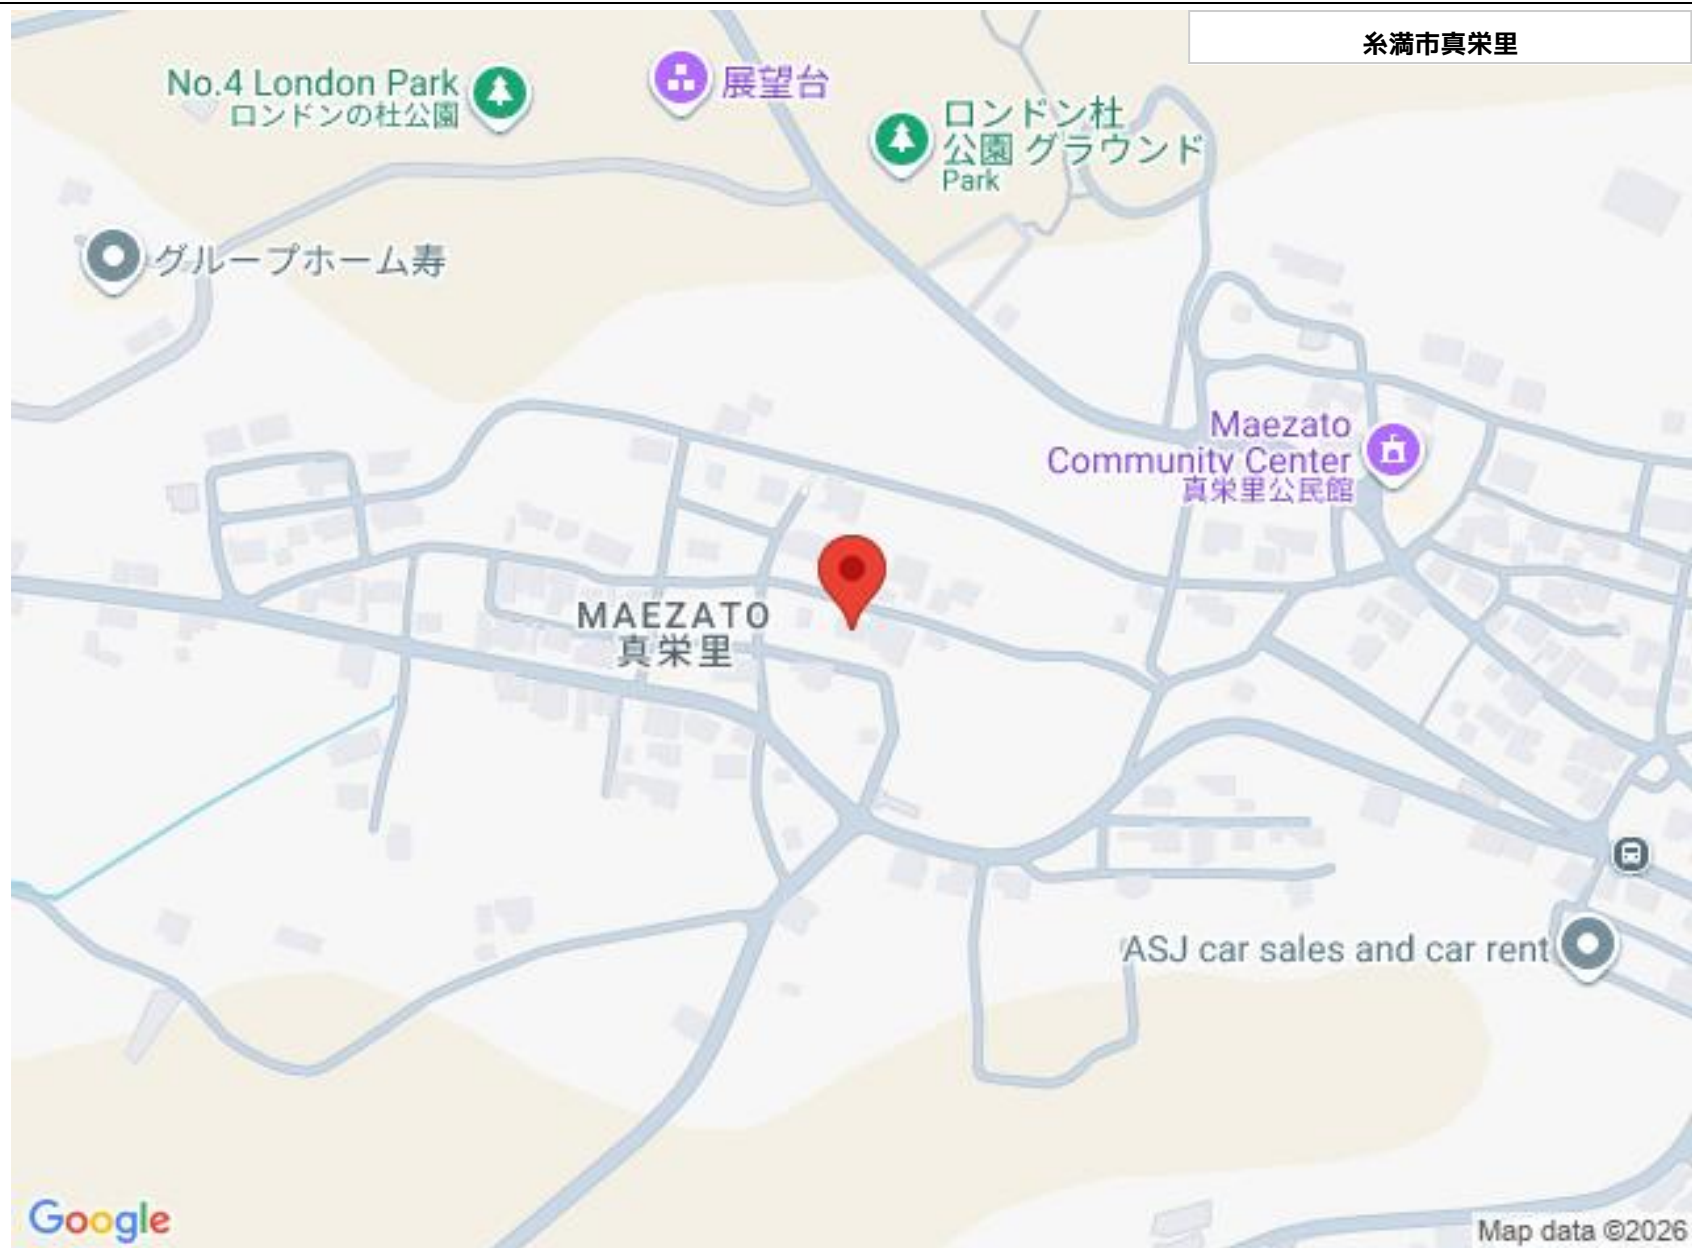 糸満市真栄里
No.4 London Park
ロンドンの杜公園
展望台
ロンドン杜
公園 グラウンド
Park
グループホーム寿
Maezato
Community Center
真栄里公民館
MAEZATO
真栄里
ASJ car sales and car rent
Google
Map data ©2026